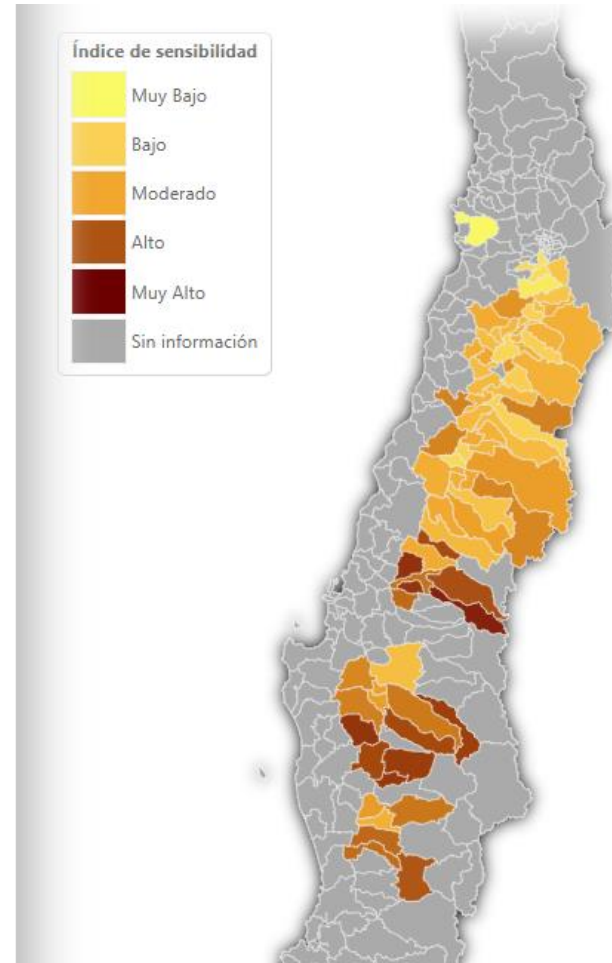 Índice de sensibilidad
Muy Bajo
Bajo
Moderado
Alto
Muy Alto
Sin información